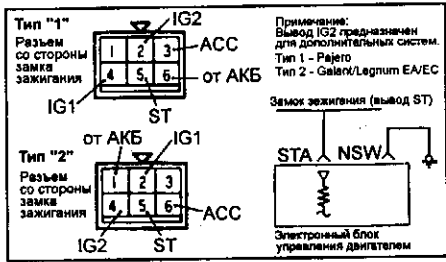 Тип "1"
Разъем
со стороны
замка
зажигания
IG2
1 2 3
ACC
4 5 6
от АКБ
IG1
ST
Тип "2"
Разъем
со стороны
замка
зажигания
от АКБ
IG1
1 2 3
4 5 6
ACC
IG2
ST
Примечание:
Вывод IG2 предназначен
для дополнительных систем.
Тип 1 - Pajero
Тип 2 - Galant/Legnum EA/EC
Замок зажигания (вывод ST)
STA NSW
Электронный блок
управления двигателем